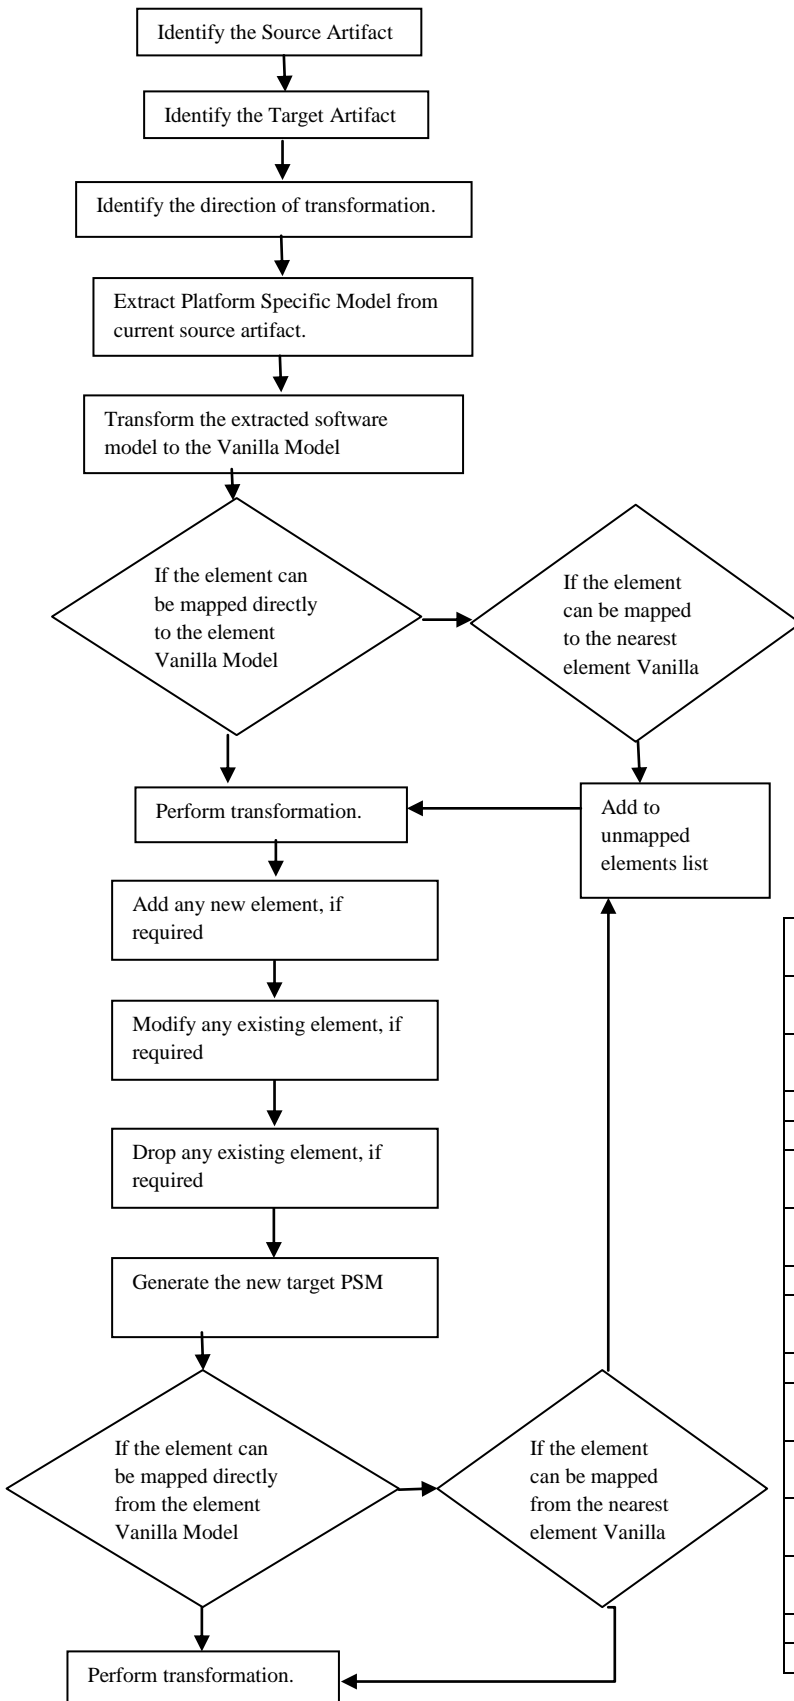 Identify the Source Artifact
Identify the Target Artifact
Identify the direction of transformation.
Extract Platform Specific Model from
current source artifact.
Transform the extracted software
model to the Vanilla Model
If the element can
be mapped directly
to the element
Vanilla Model
If the element
can be mapped
to the nearest
element Vanilla
Perform transformation.
Add to
unmapped
elements list
Add any new element, if
required
Modify any existing element, if
required
Drop any existing element, if
required
Generate the new target PSM
If the element can
be mapped directly
from the element
Vanilla Model
If the element
can be mapped
from the nearest
element Vanilla
Perform transformation.